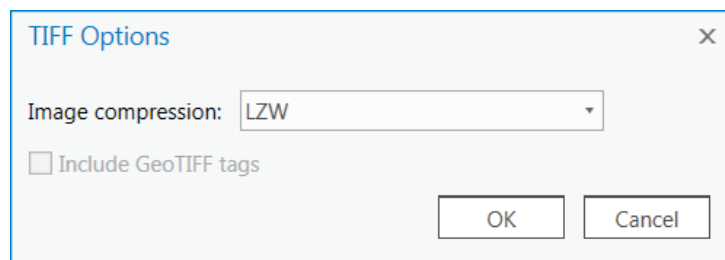 TIFF Options
Image compression: LZW
Include GeoTIFF tags
OK Cancel